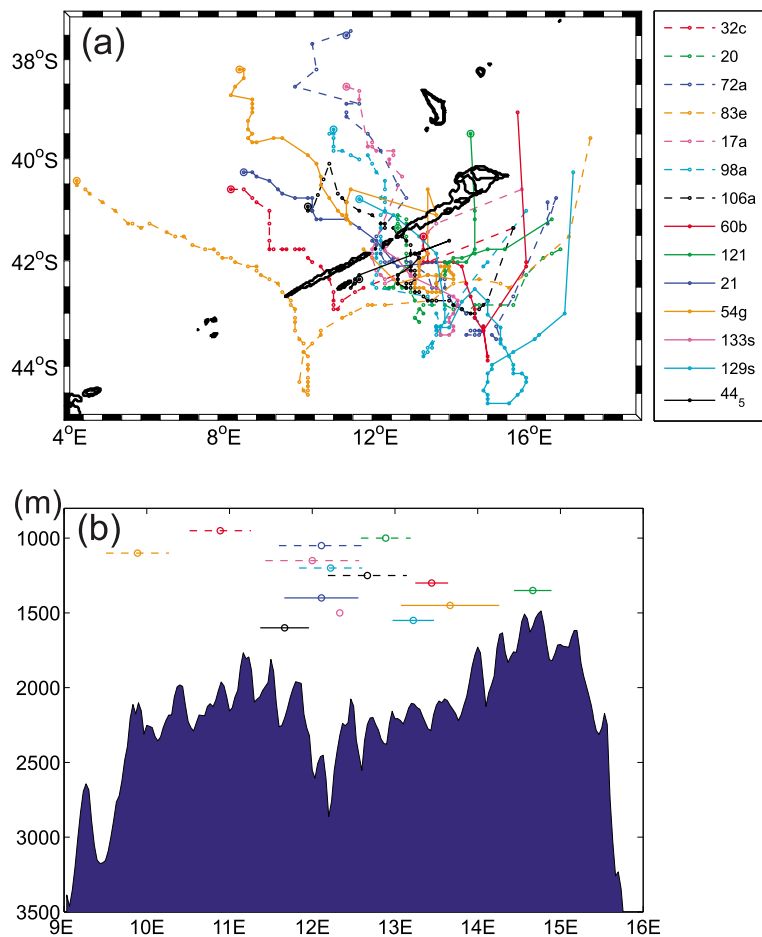 (a)
38°S
40°S
42°S
44°S
4°E 8°E 12°E 16°E
32c
20
72a
83e
17a
98a
106a
60b
121
21
54g
133s
129s
44₅
(m)
(b)
1000
1500
2000
2500
3000
3500
9E 10E 11E 12E 13E 14E 15E 16E